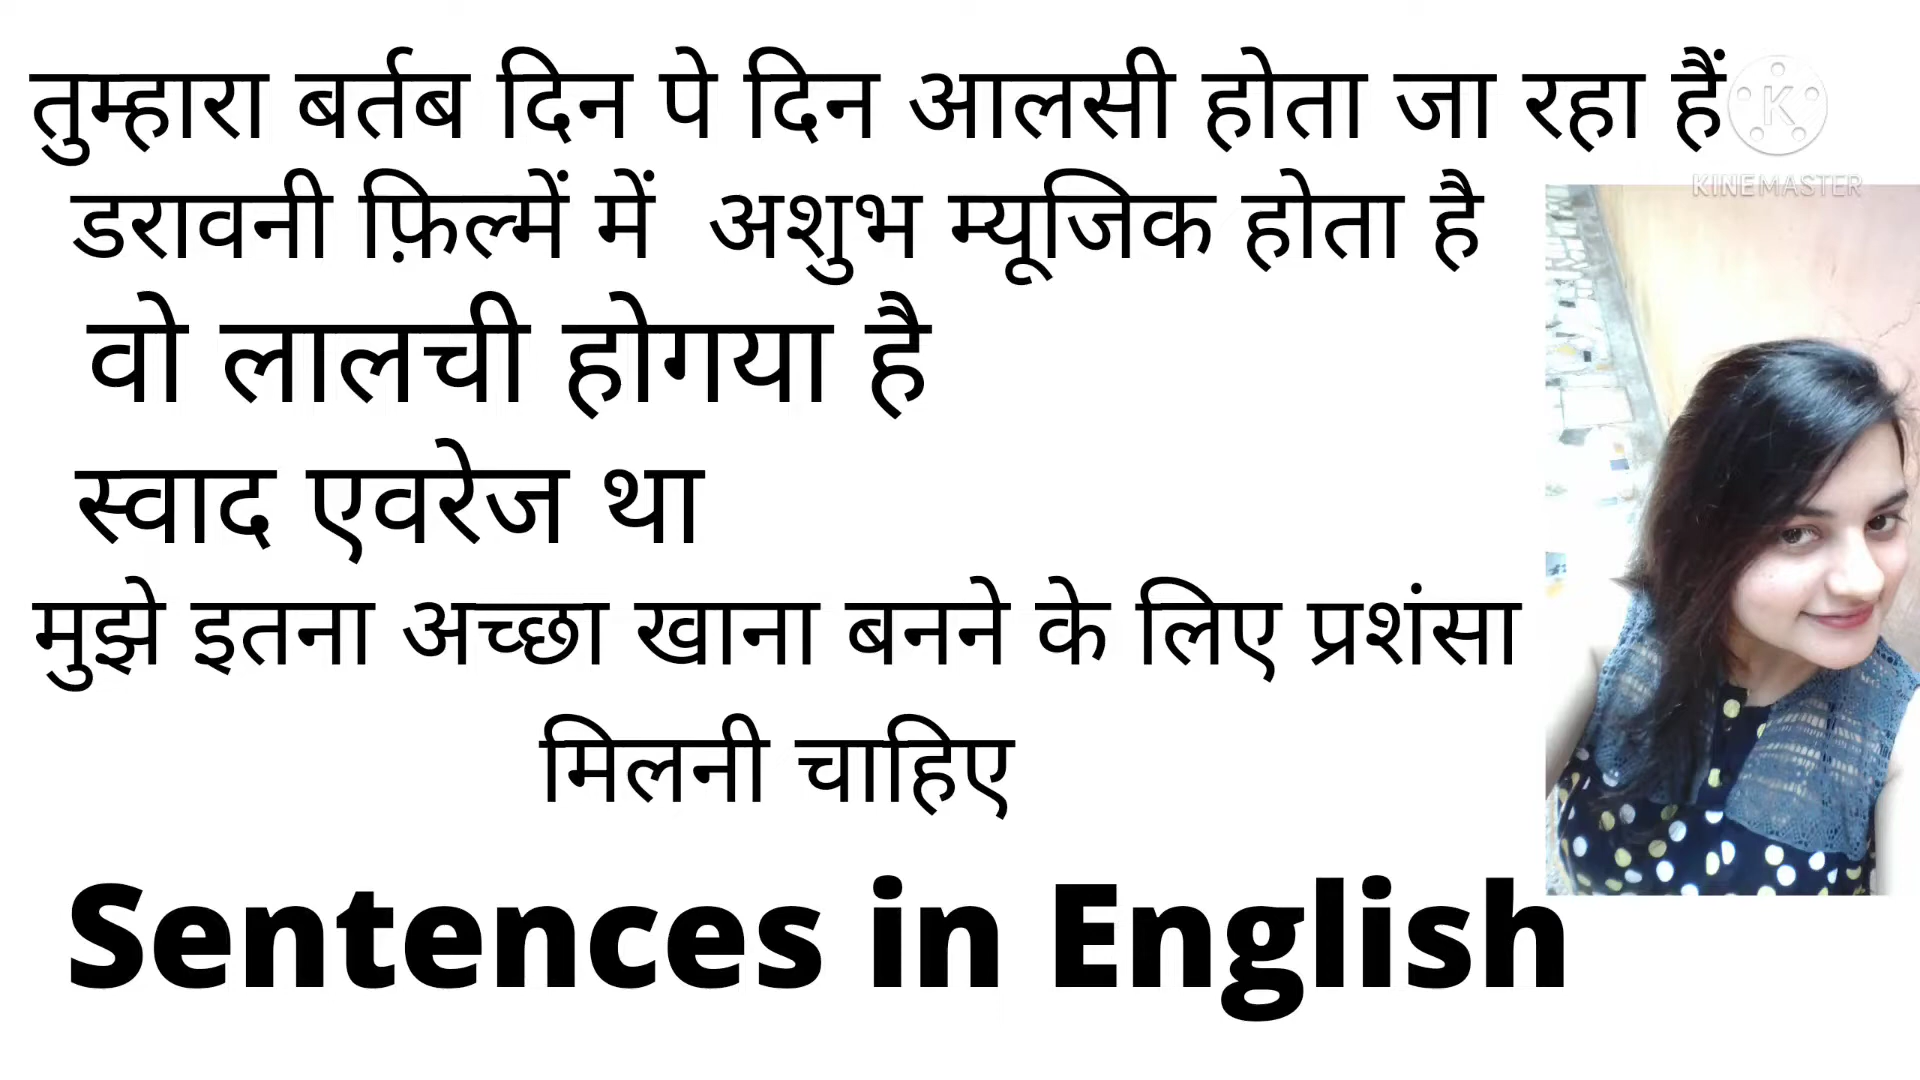 तुम्हारा बर्तब दिन पे दिन आलसी होता जा रहा हैं
KINEMASTER
डरावनी फ़िल्में में अशुभ म्यूजिक होता है
वो लालची होगया है
स्वाद एवरेज था
मुझे इतना अच्छा खाना बनने के लिए प्रशंसा
मिलनी चाहिए
Sentences in English